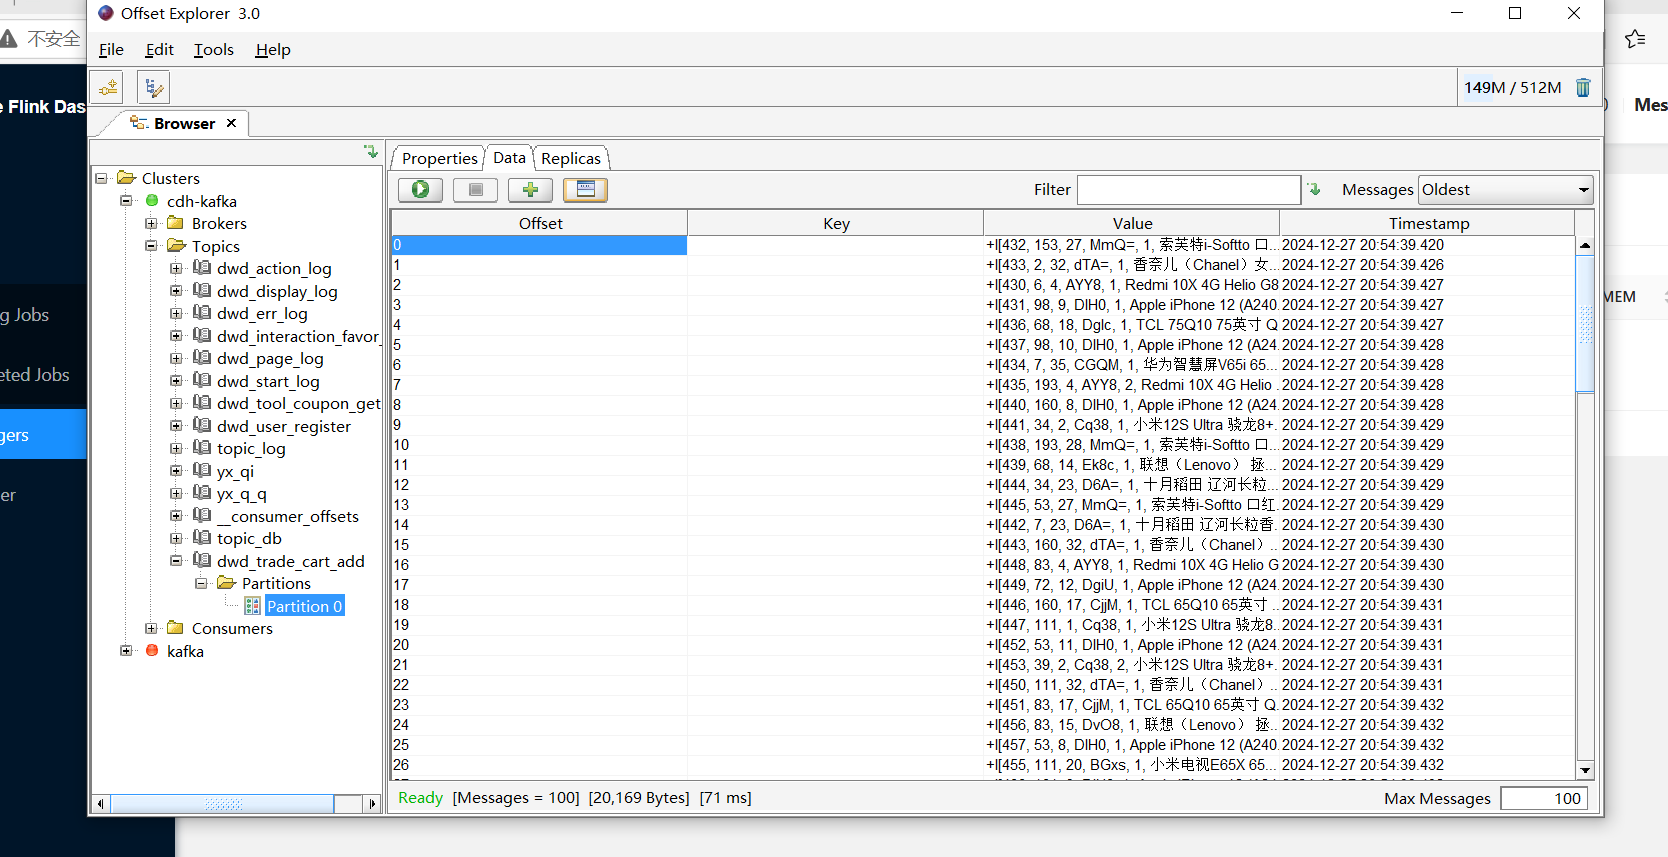 Offset Explorer 3.0
不安全
File Edit Tools Help
e Flink Das
149M / 512M
Mes
Browser
Properties Data Replicas
Clusters
cdh-kafka
Brokers
Topics
dwd_action_log
dwd_display_log
dwd_err_log
dwd_interaction_favor_
dwd_page_log
dwd_start_log
dwd_tool_coupon_get
dwd_user_register
topic_log
yx_qi
yx_q_q
__consumer_offsets
topic_db
dwd_trade_cart_add
Partitions
Partition 0
Consumers
kafka
g Jobs
eted Jobs
gers
er
Filter Messages Oldest
Offset Key Value Timestamp
0 +I[432, 153, 27, MmQ=, 1, 索芙特i-Softto 口... 2024-12-27 20:54:39.420
1 +I[433, 2, 32, dTA=, 1, 香奈儿（Chanel）女... 2024-12-27 20:54:39.426
2 +I[430, 6, 4, AYY8, 1, Redmi 10X 4G Helio G8 2024-12-27 20:54:39.427
3 +I[431, 98, 9, DIH0, 1, Apple iPhone 12 (A240. 2024-12-27 20:54:39.427
4 +I[436, 68, 18, Dglc, 1, TCL 75Q10 75英寸 Q. 2024-12-27 20:54:39.427
5 +I[437, 98, 10, DIH0, 1, Apple iPhone 12 (A24. 2024-12-27 20:54:39.428
6 +I[434, 7, 35, CGQM, 1, 华为智慧屏V65i 65... 2024-12-27 20:54:39.428
7 +I[435, 193, 4, AYY8, 2, Redmi 10X 4G Helio . 2024-12-27 20:54:39.428
8 +I[440, 160, 8, DIH0, 1, Apple iPhone 12 (A24. 2024-12-27 20:54:39.428
9 +I[441, 34, 2, Cq38, 1, 小米12S Ultra 骁龙8+. 2024-12-27 20:54:39.429
10 +I[438, 193, 28, MmQ=, 1, 索芙特i-Softto 口... 2024-12-27 20:54:39.429
11 +I[439, 68, 14, Ek8c, 1, 联想（Lenovo） 拯... 2024-12-27 20:54:39.429
12 +I[444, 34, 23, D6A=, 1, 十月稻田 辽河长粒... 2024-12-27 20:54:39.429
13 +I[445, 53, 27, MmQ=, 1, 索芙特i-Softto 口红. 2024-12-27 20:54:39.429
14 +I[442, 7, 23, D6A=, 1, 十月稻田 辽河长粒香. 2024-12-27 20:54:39.430
15 +I[443, 160, 32, dTA=, 1, 香奈儿（Chanel）... 2024-12-27 20:54:39.430
16 +I[448, 83, 4, AYY8, 1, Redmi 10X 4G Helio G 2024-12-27 20:54:39.430
17 +I[449, 72, 12, DgiU, 1, Apple iPhone 12 (A24. 2024-12-27 20:54:39.430
18 +I[446, 160, 17, CjjM, 1, TCL 65Q10 65英寸 .. 2024-12-27 20:54:39.431
19 +I[447, 111, 1, Cq38, 1, 小米12S Ultra 骁龙8.. 2024-12-27 20:54:39.431
20 +I[452, 53, 11, DIH0, 1, Apple iPhone 12 (A24. 2024-12-27 20:54:39.431
21 +I[453, 39, 2, Cq38, 2, 小米12S Ultra 骁龙8+. 2024-12-27 20:54:39.431
22 +I[450, 111, 32, dTA=, 1, 香奈儿（Chanel）... 2024-12-27 20:54:39.431
23 +I[451, 83, 17, CjjM, 1, TCL 65Q10 65英寸 Q. 2024-12-27 20:54:39.432
24 +I[456, 83, 15, DvO8, 1, 联想（Lenovo） 拯... 2024-12-27 20:54:39.432
25 +I[457, 53, 8, DIH0, 1, Apple iPhone 12 (A240. 2024-12-27 20:54:39.432
26 +I[455, 111, 20, BGxs, 1, 小米电视E65X 65... 2024-12-27 20:54:39.432
MEM
Ready [Messages = 100] [20,169 Bytes] [71 ms]
Max Messages 100